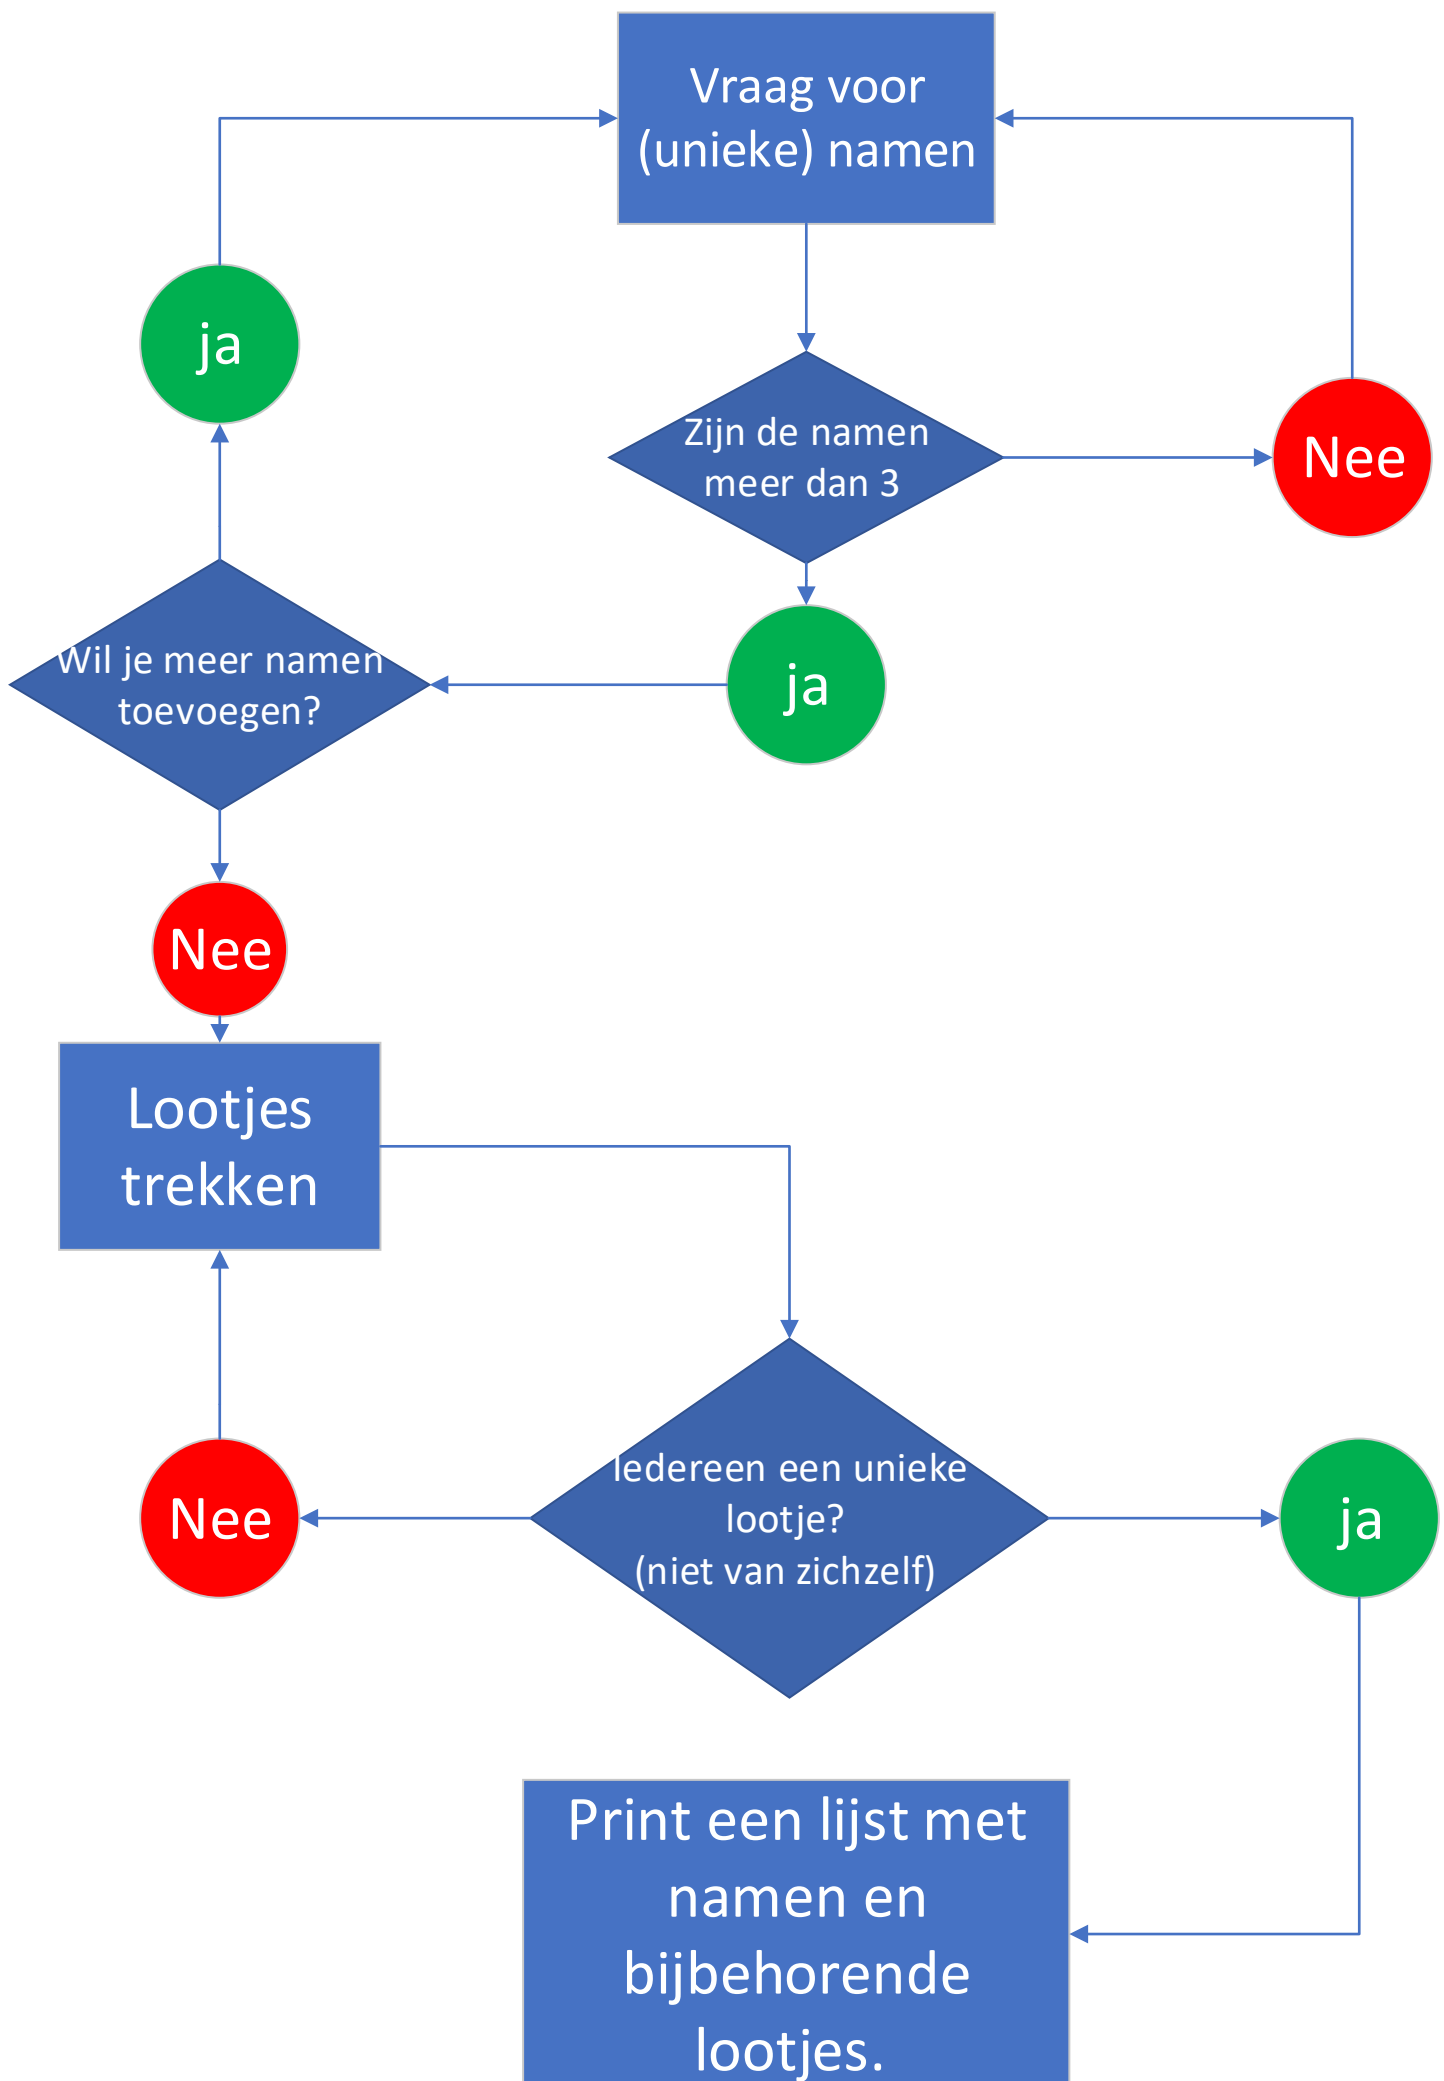 Vraag voor
(unieke) namen
ja
Zijn de namen
meer dan 3
Nee
Wil je meer namen
toevoegen?
ja
Nee
Lootjes
trekken
Iedereen een unieke
lootje?
(niet van zichzelf)
Nee
ja
Print een lijst met
namen en
bijbehorende
lootjes.